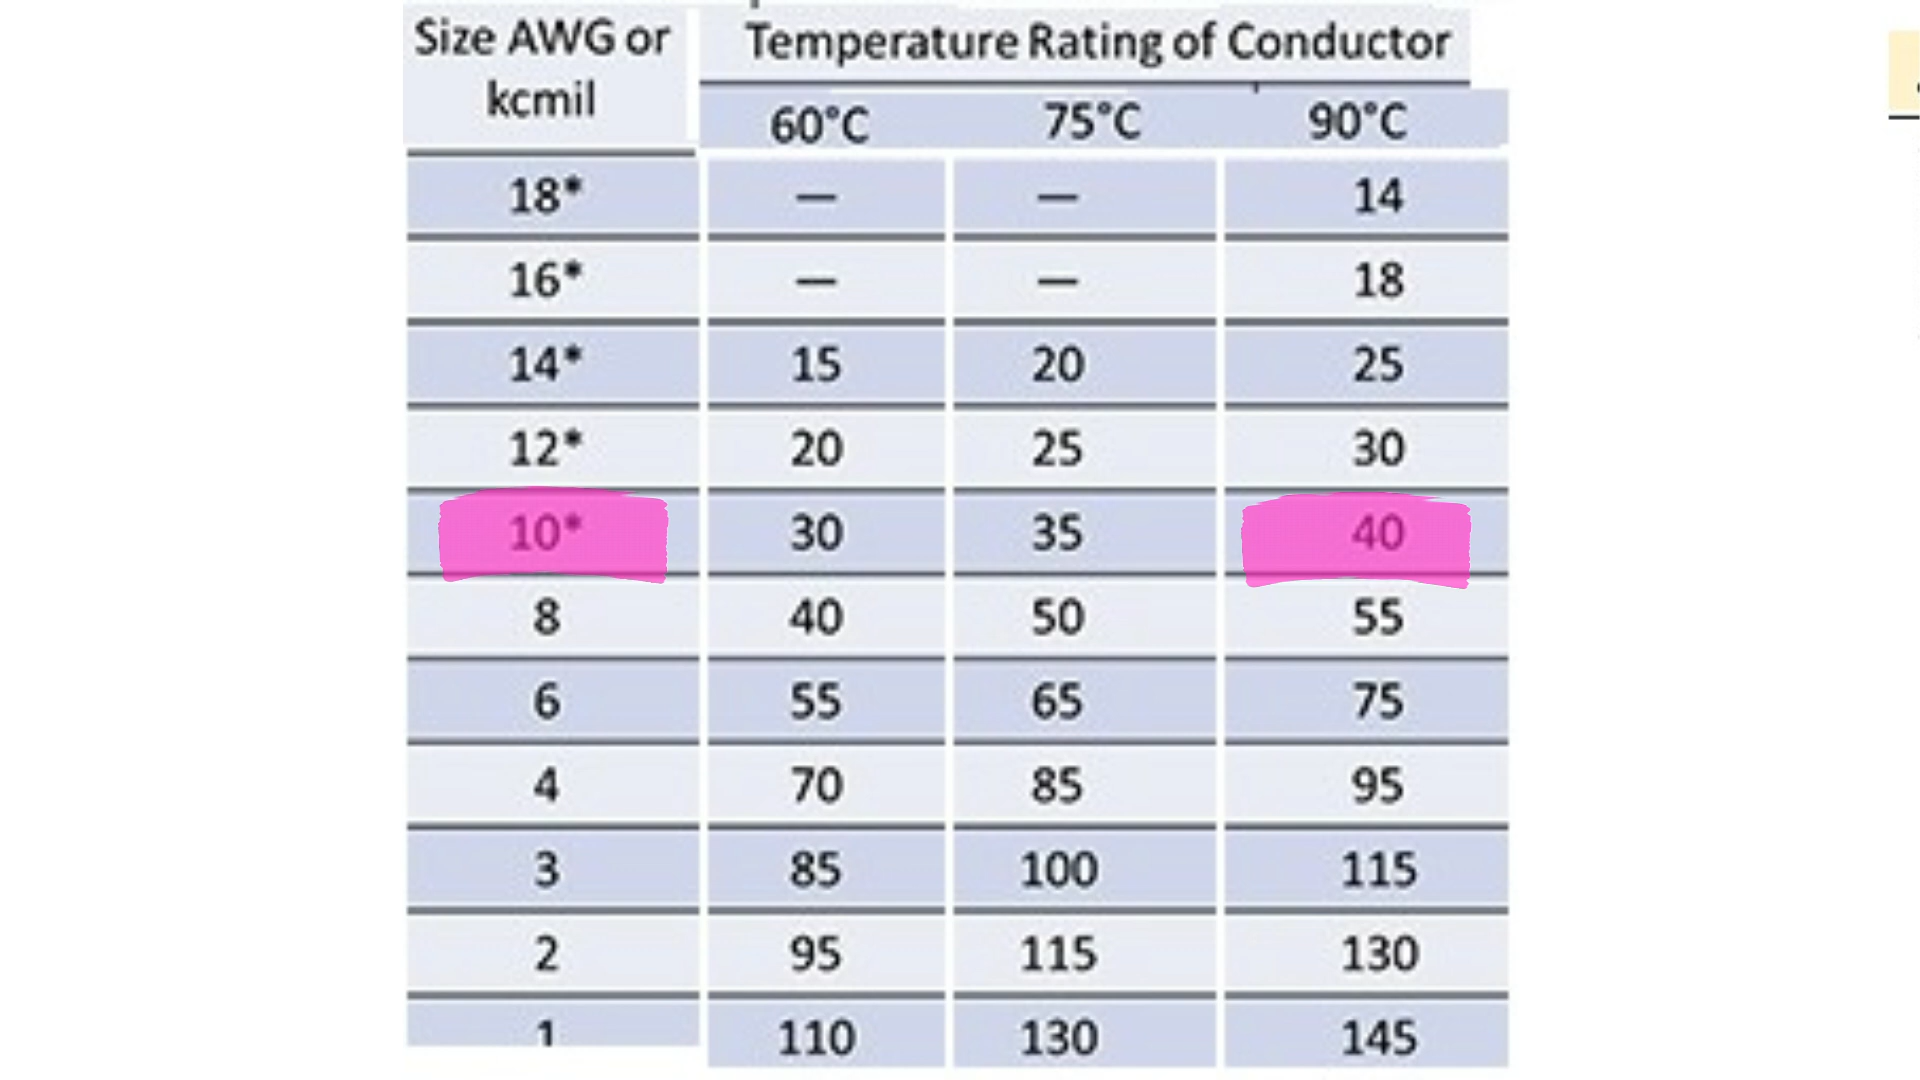 Size AWG or
kcmil
Temperature Rating of Conductor
60°C 75°C 90°C
18* — — 14
16* — — 18
14* 15 20 25
12* 20 25 30
10* 30 35 40
8 40 50 55
6 55 65 75
4 70 85 95
3 85 100 115
2 95 115 130
1 110 130 145